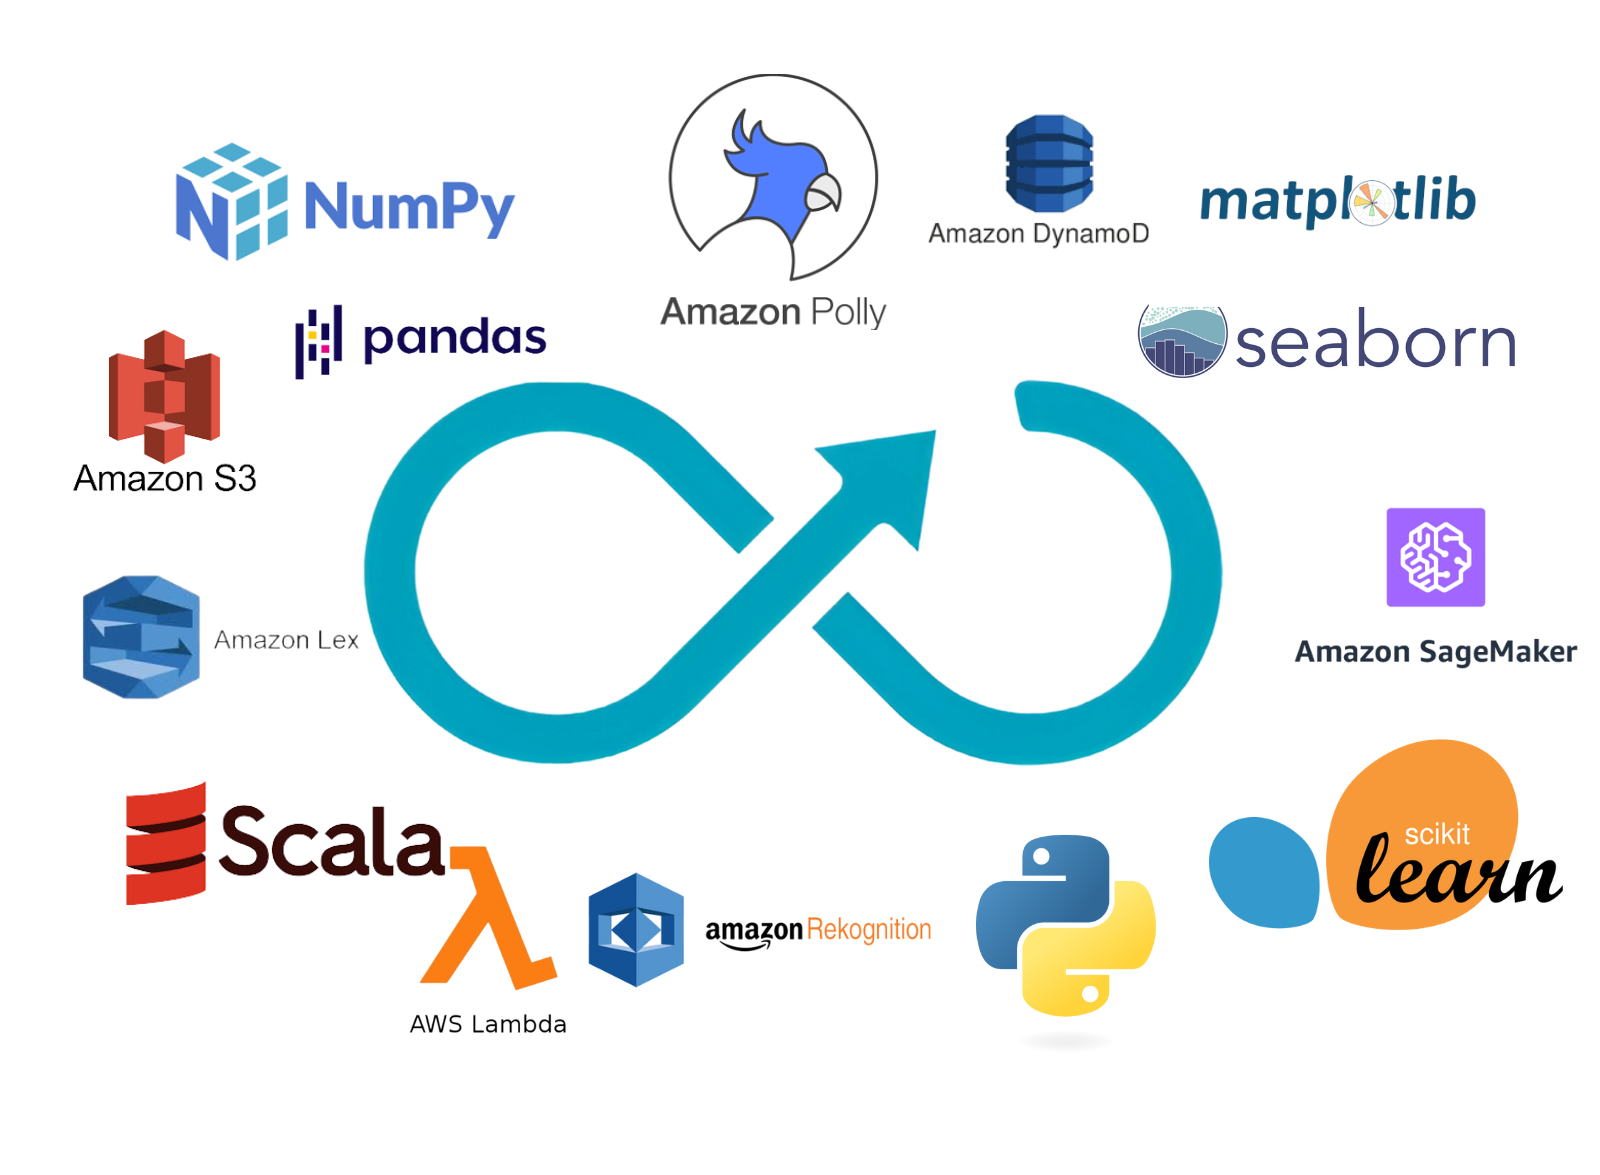 NumPy
Amazon Polly
Amazon DynamoD
matplotlib
pandas
seaborn
Amazon S3
Amazon Lex
Amazon SageMaker
Scala
AWS Lambda
amazon Rekognition
scikit
learn